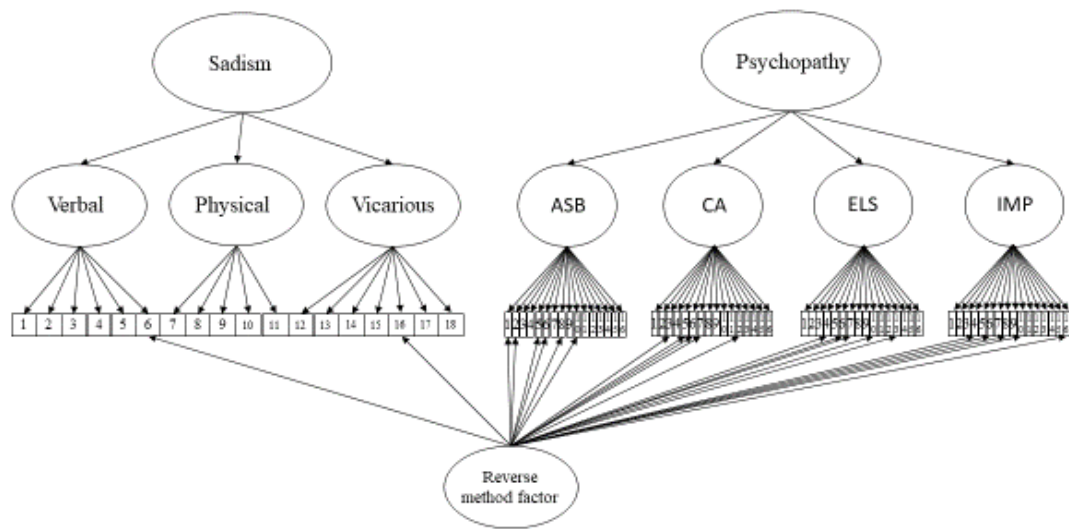 Sadism
Psychopathy
Verbal
Physical
Vicarious
ASB
CA
ELS
IMP
1 2 3 4 5 6 7 8 9 10 11 12 13 14 15 16 17 18
Reverse
method factor